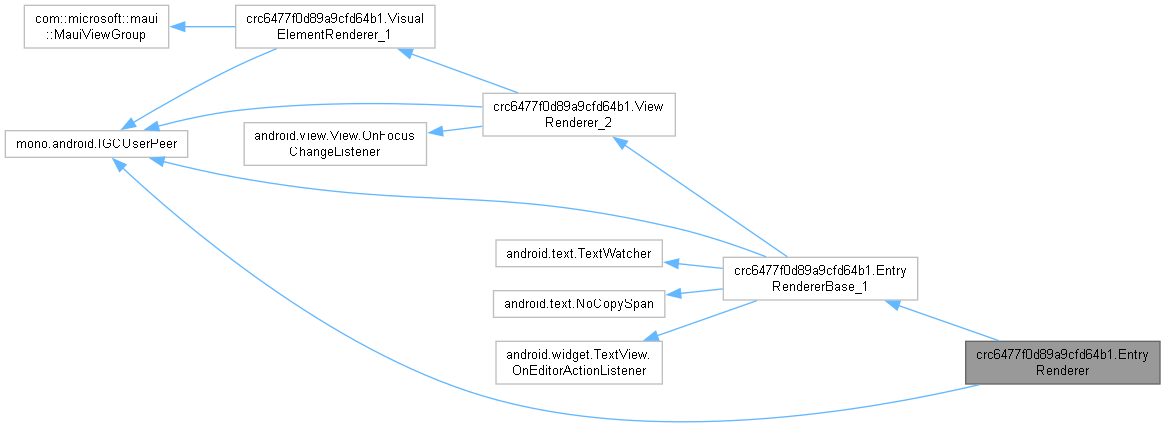 com::microsoft::maui
::MauiViewGroup
crc6477f0d89a9cfd64b1.Visual
ElementRenderer_1
crc6477f0d89a9cfd64b1.View
Renderer_2
android.view.View.OnFocus
ChangeListener
mono.android.IGCUserPeer
android.text.TextWatcher
crc6477f0d89a9cfd64b1.Entry
RendererBase_1
android.text.NoCopySpan
android.widget.TextView.
OnEditorActionListener
crc6477f0d89a9cfd64b1.Entry
Renderer